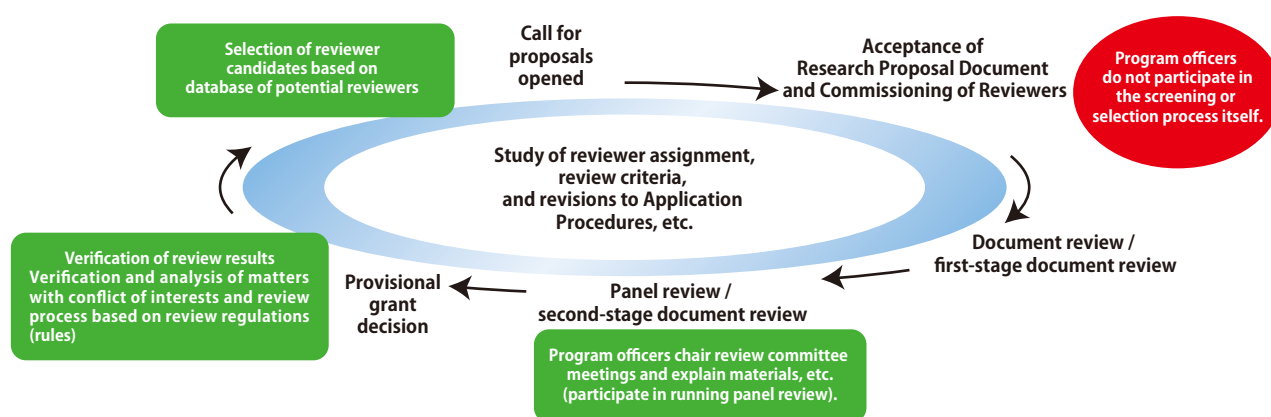 Selection of reviewer
candidates based on
database of potential reviewers
Call for
proposals
opened
Acceptance of
Research Proposal Document
and Commissioning of Reviewers
Program officers
do not participate in
the screening or
selection process itself.
Study of reviewer assignment,
review criteria,
and revisions to Application
Procedures, etc.
Document review /
first-stage document review
Panel review /
second-stage document review
Program officers chair review committee
meetings and explain materials, etc.
(participate in running panel review).
Provisional
grant
decision
Verification of review results
Verification and analysis of matters
with conflict of interests and review
process based on review regulations
(rules)